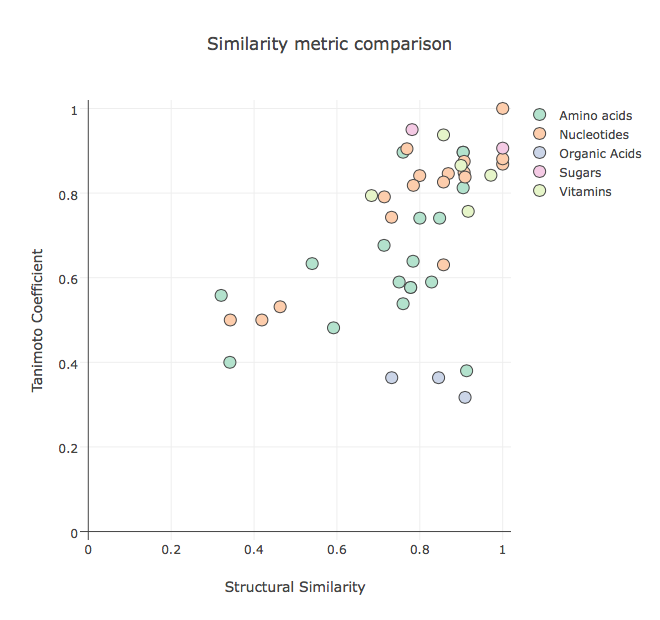 Similarity metric comparison
Amino acids
Nucleotides
Organic Acids
Sugars
Vitamins
Tanimoto Coefficient
1
0.8
0.6
0.4
0.2
0
0 0.2 0.4 0.6 0.8 1
Structural Similarity